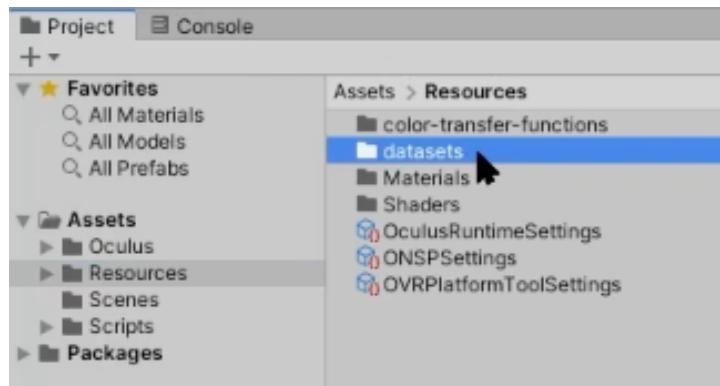 Project
Console
Favorites
All Materials
All Models
All Prefabs
Assets
Oculus
Resources
Scenes
Scripts
Packages
Assets > Resources
color-transfer-functions
datasets
Materials
Shaders
OculusRuntimeSettings
ONSPSettings
OVRPlatformToolSettings